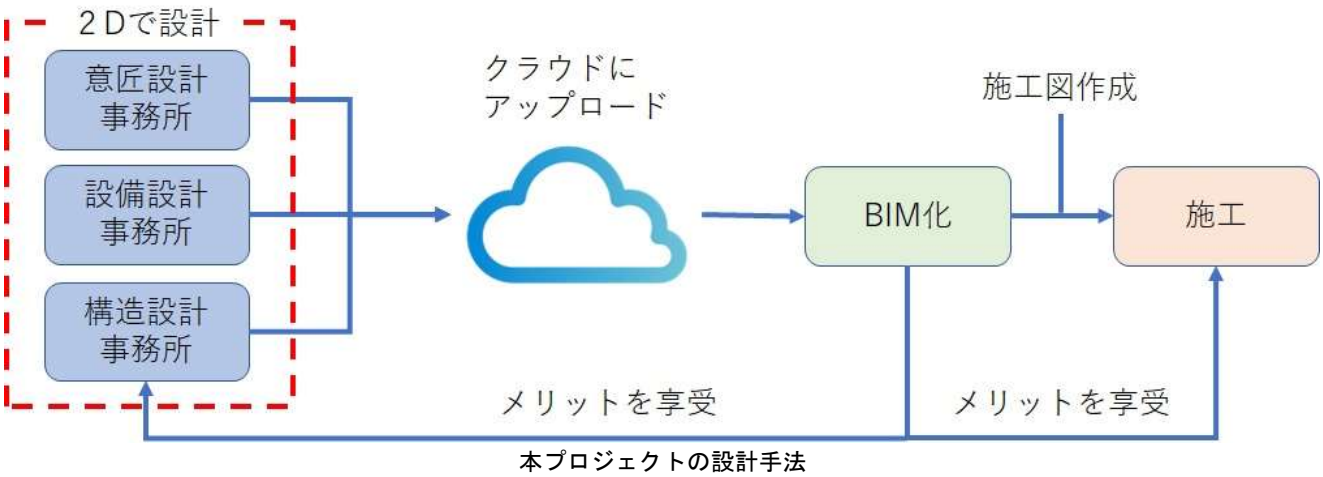 ２Dで設計
意匠設計
事務所
設備設計
事務所
構造設計
事務所
クラウドに
アップロード
BIM化
施工図作成
施工
メリットを享受
メリットを享受
本プロジェクトの設計手法